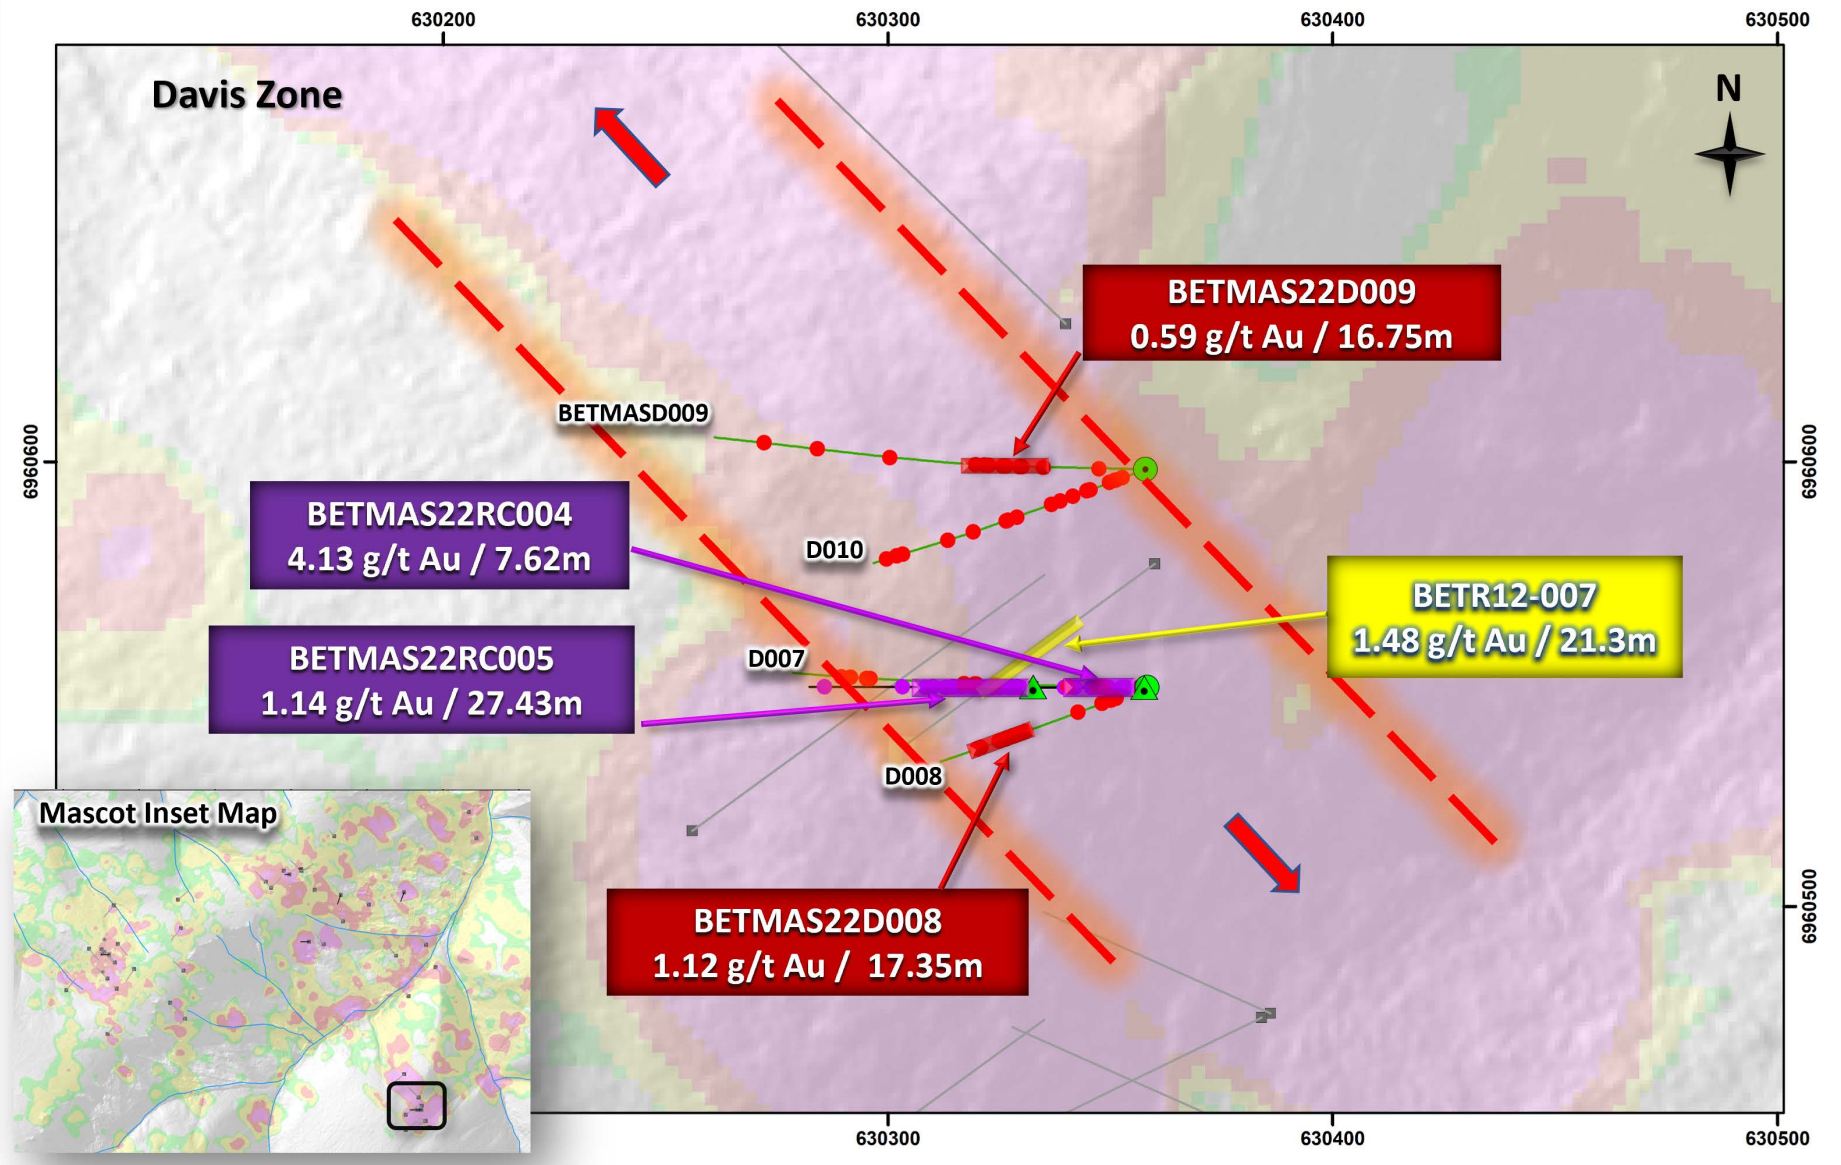 630200
630300
630400
630500
Davis Zone
N
BETMAS22D009
0.59 g/t Au / 16.75m
BETMASD009
6960600
6960600
BETMAS22RC004
4.13 g/t Au / 7.62m
D010
BETR12-007
1.48 g/t Au / 21.3m
BETMAS22RC005
1.14 g/t Au / 27.43m
D007
D008
Mascot Inset Map
BETMAS22D008
1.12 g/t Au /  17.35m
6960500
630300
630400
630500